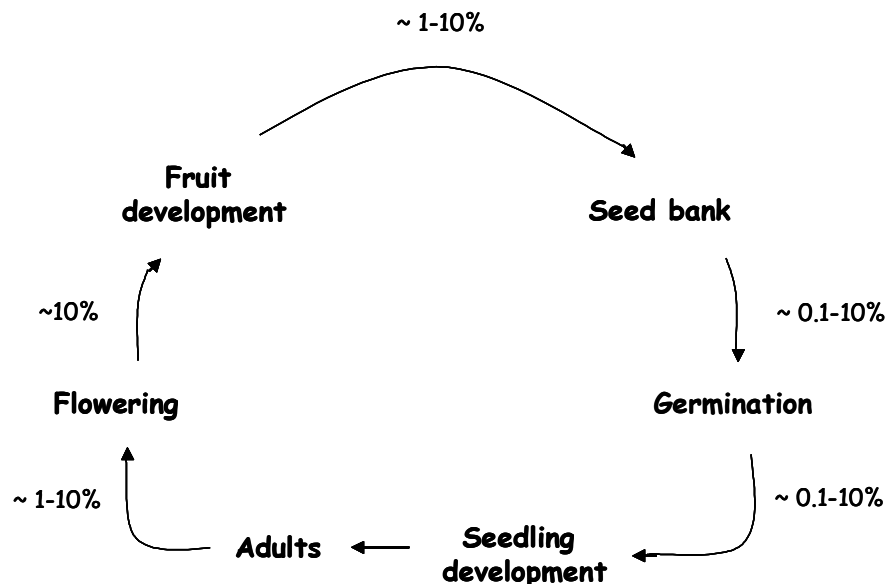 ~ 1-10%
Fruit
development
Seed bank
~10%
~ 0.1-10%
Flowering
Germination
~ 1-10%
~ 0.1-10%
Adults
Seedling
development